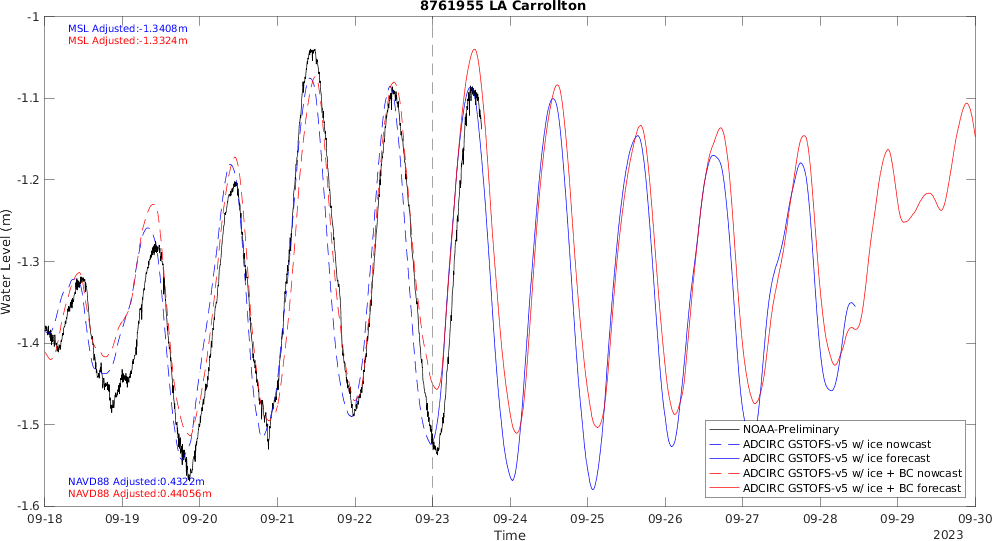 8761955 LA Carrollton
MSL Adjusted:-1.3408m
MSL Adjusted:-1.3324m
-1
-1.1
-1.2
-1.3
-1.4
-1.5
-1.6
Water Level (m)
NAVD88 Adjusted:0.4322m
NAVD88 Adjusted:0.44056m
NOAA-Preliminary
ADCIRC GSTOFS-v5 w/ ice nowcast
ADCIRC GSTOFS-v5 w/ ice forecast
ADCIRC GSTOFS-v5 w/ ice + BC nowcast
ADCIRC GSTOFS-v5 w/ ice + BC forecast
09-18 09-19 09-20 09-21 09-22 09-23 09-24 09-25 09-26 09-27 09-28 09-29 09-30
Time
2023